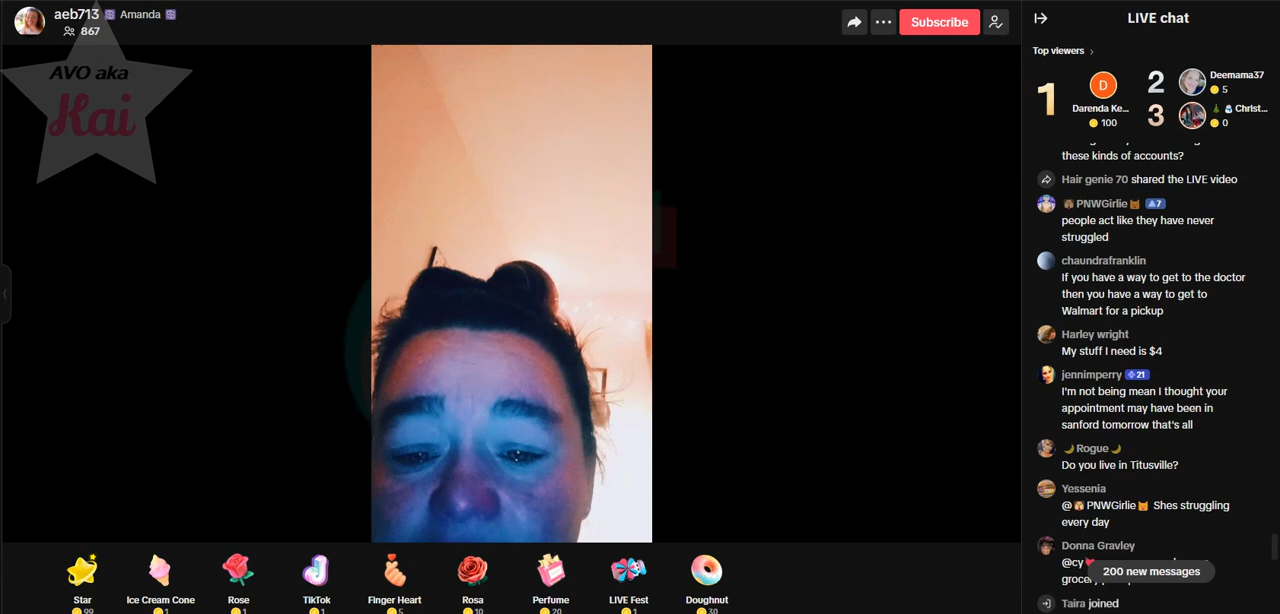 aeb713 Amanda
867
Subscribe
AVO aka
Kai
LIVE chat
Top viewers
1
D
Darenda Ke...
100
2
Deemama37
5
3
Christ...
0
these kinds of accounts?
Hair genie 70 shared the LIVE video
PNWGirlie 7
people act like they have never
struggled
chaundrafranklin
If you have a way to get to the doctor
then you have a way to get to
Walmart for a pickup
Harley wright
My stuff I need is $4
jennimperry 21
I'm not being mean I thought your
appointment may have been in
sanford tomorrow that's all
Rogue
Do you live in Titusville?
Yessenia
@ PNWGirlie Shes struggling
every day
Donna Gravley
@cy
200 new messages
Taira joined
Star
99
Ice Cream Cone
1
Rose
1
TikTok
1
Finger Heart
5
Rosa
10
Perfume
20
LIVE Fest
1
Doughnut
30